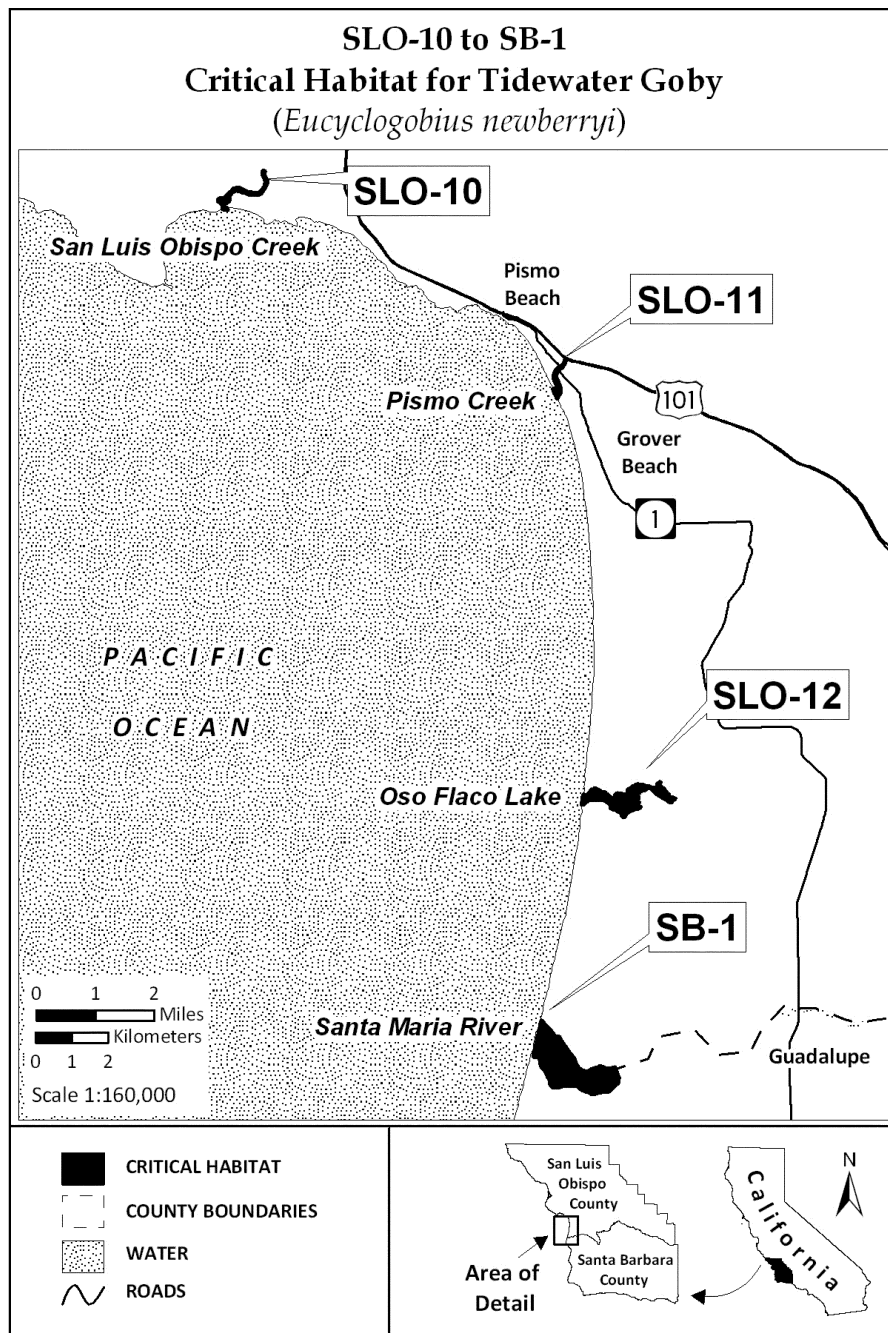 SLO-10 to SB-1
Critical Habitat for Tidewater Goby
(Eucyclogobius newberryi)
SLO-10
San Luis Obispo Creek
Pismo
Beach
SLO-11
Pismo Creek
101
Grover
Beach
1
PACIFIC
OCEAN
SLO-12
Oso Flaco Lake
SB-1
Santa Maria River
Guadalupe
0 1 2
Miles
Kilometers
0 1 2
Scale 1:160,000
CRITICAL HABITAT
COUNTY BOUNDARIES
WATER
ROADS
San Luis
Obispo
County
Santa Barbara
County
Area of
Detail
California
N